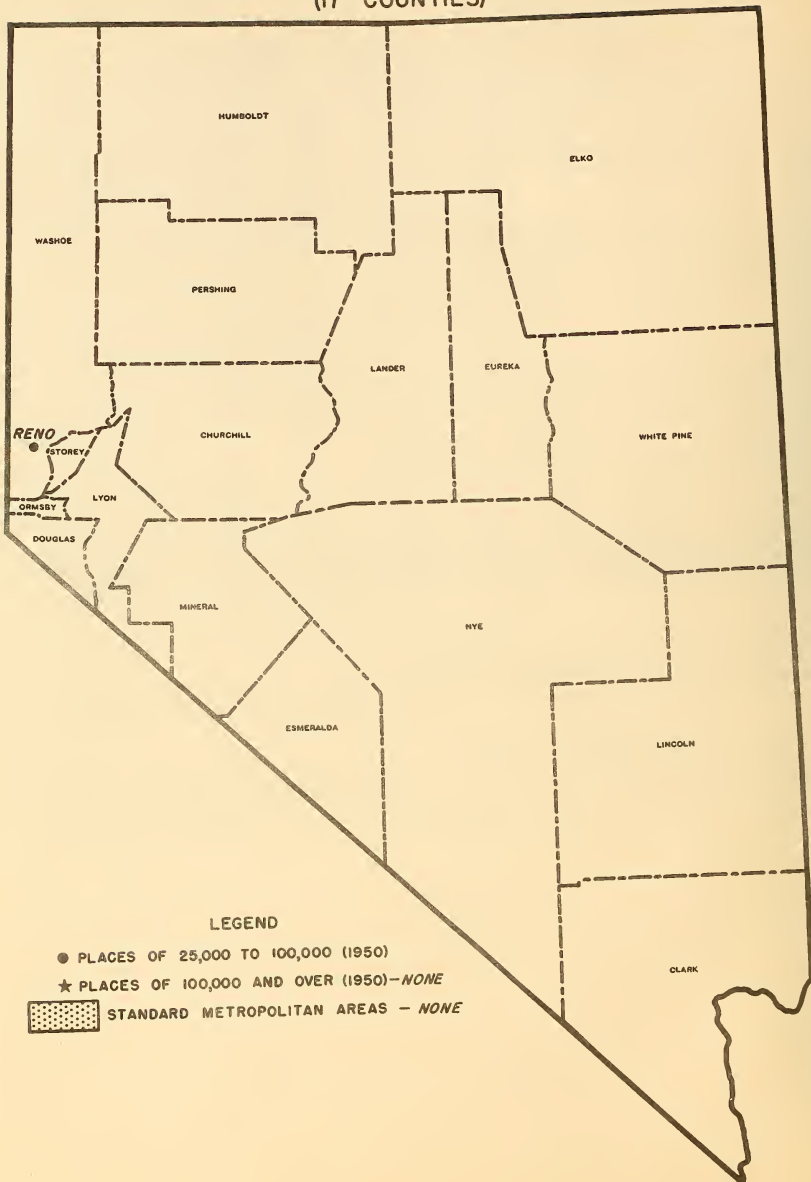 (17 COUNTIES)
HUMBOLDT
ELKO
WASHOE
PERSHING
LANDER
EUREKA
CHURCHILL
WHITE PINE
RENO
STOREY
LYON
ORMSBY
DOUGLAS
MINERAL
NYE
ESMERALDA
LINCOLN
CLARK
LEGEND
● PLACES OF 25,000 TO 100,000 (1950)
★ PLACES OF 100,000 AND OVER (1950)-NONE
STANDARD METROPOLITAN AREAS - NONE